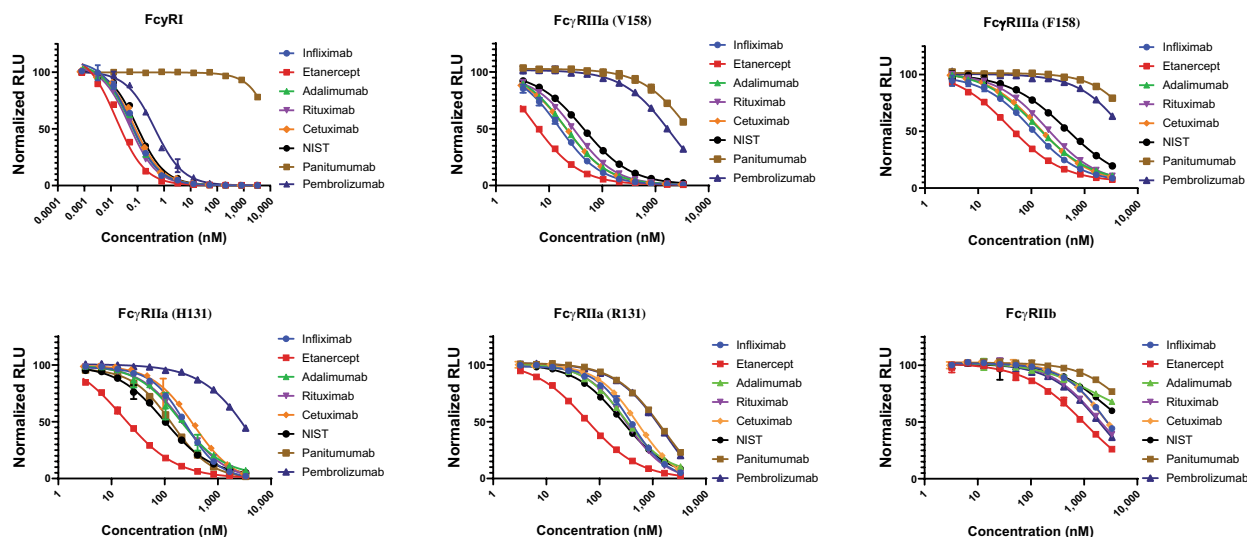 FcγRI
Normalized RLU
100
50
0
0.0001
0.001
0.01
0.1
1
10
100
1,000
10,000
Concentration (nM)
Infliximab
Etanercept
Adalimumab
Rituximab
Cetuximab
NIST
Panitumumab
Pembrolizumab
FcγRIIIa (V158)
Normalized RLU
100
50
0
1
10
100
1,000
10,000
Concentration (nM)
Infliximab
Etanercept
Adalimumab
Rituximab
Cetuximab
NIST
Panitumumab
Pembrolizumab
FcγRIIIa (F158)
Normalized RLU
100
50
0
1
10
100
1,000
10,000
Concentration (nM)
Infliximab
Etanercept
Adalimumab
Rituximab
Cetuximab
NIST
Panitumumab
Pembrolizumab
FcγRIIa (H131)
Normalized RLU
100
50
0
1
10
100
1,000
10,000
Concentration (nM)
Infliximab
Etanercept
Adalimumab
Rituximab
Cetuximab
NIST
Panitumumab
Pembrolizumab
FcγRIIa (R131)
Normalized RLU
100
50
0
1
10
100
1,000
10,000
Concentration (nM)
Infliximab
Etanercept
Adalimumab
Rituximab
Cetuximab
NIST
Panitumumab
Pembrolizumab
FcγRIIb
Normalized RLU
100
50
0
1
10
100
1,000
10,000
Concentration (nM)
Infliximab
Etanercept
Adalimumab
Rituximab
Cetuximab
NIST
Panitumumab
Pembrolizumab